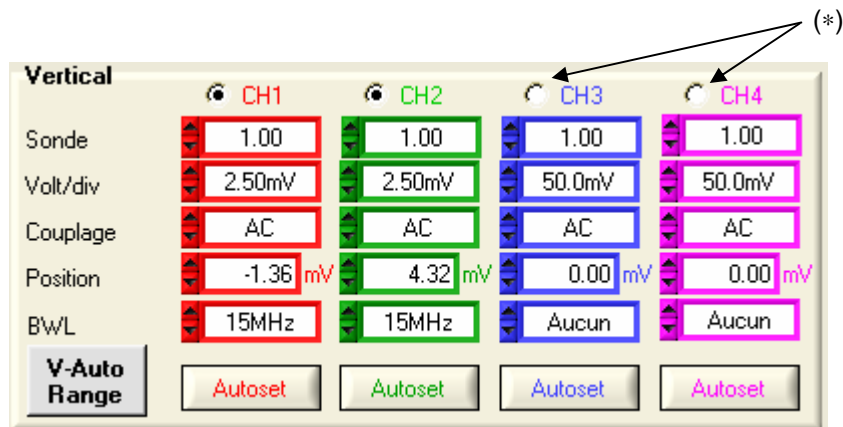 (*)
Vertical
CH1 CH2 CH3 CH4
Sonde 1.00 1.00 1.00 1.00
Volt/div 2.50mV 2.50mV 50.0mV 50.0mV
Couplage AC AC AC AC
Position -1.36 mV 4.32 mV 0.00 mV 0.00 mV
BWL 15MHz 15MHz Aucun Aucun
V-Auto
Range Autoset Autoset Autoset Autoset